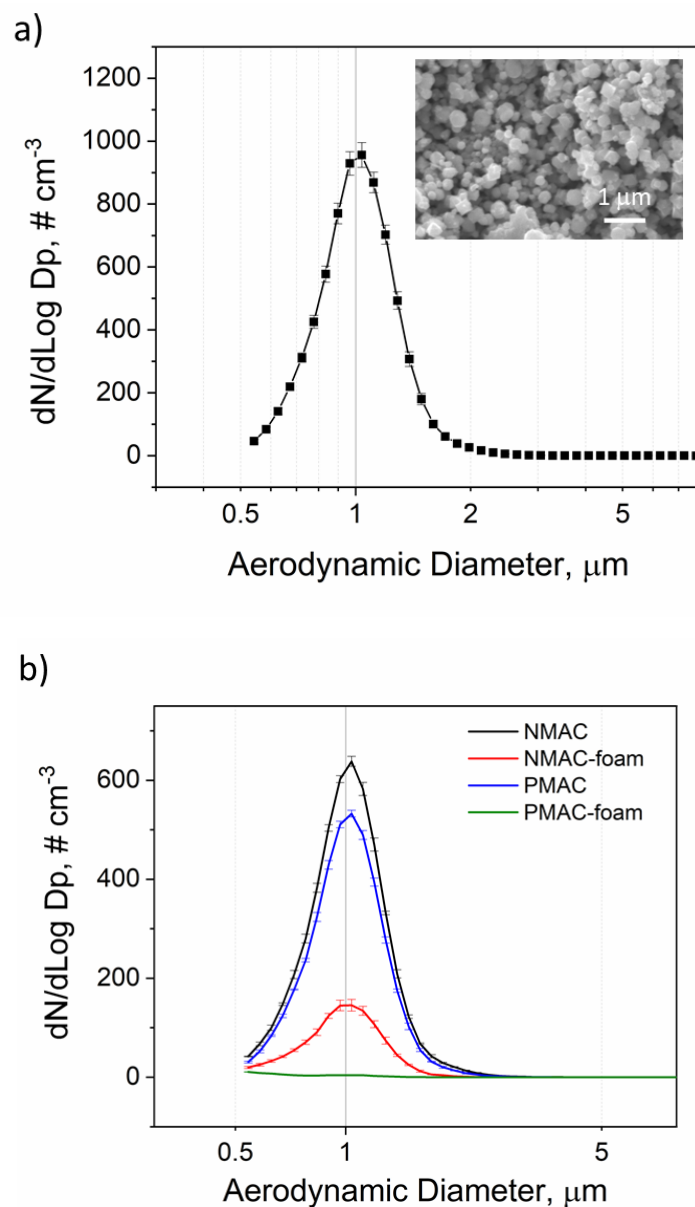 a)
1200
1000
800
600
400
200
0
dN/dLog Dp, # cm-3
1 μm
0.5
1
2
5
Aerodynamic Diameter, μm
b)
NMAC
NMAC-foam
PMAC
PMAC-foam
600
400
200
0
dN/dLog Dp, # cm-3
0.5
1
5
Aerodynamic Diameter, μm